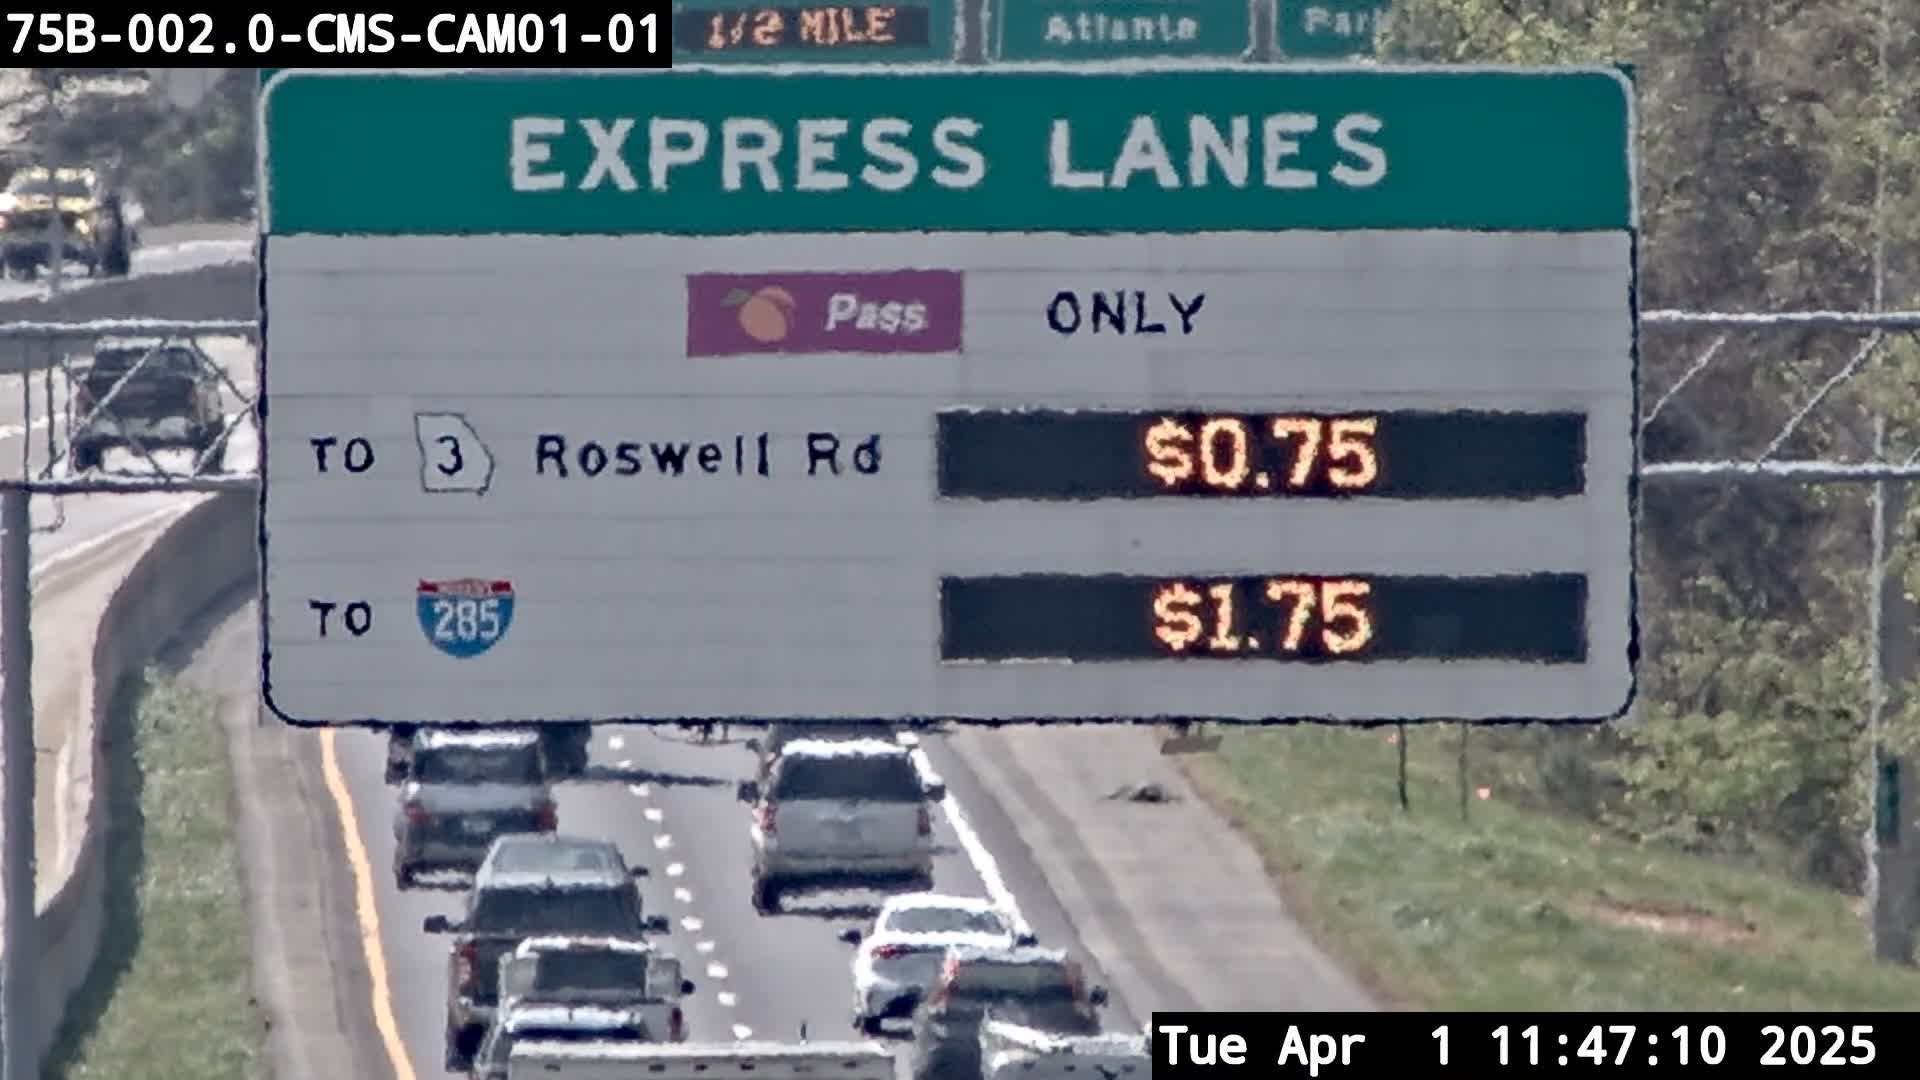 75B-002.0-CMS-CAM01-01
1/2 MILE
Atlanta
EXPRESS LANES
Pass ONLY
TO 3 Roswell Rd $0.75
TO 285 $1.75
Tue Apr 1 11:47:10 2025